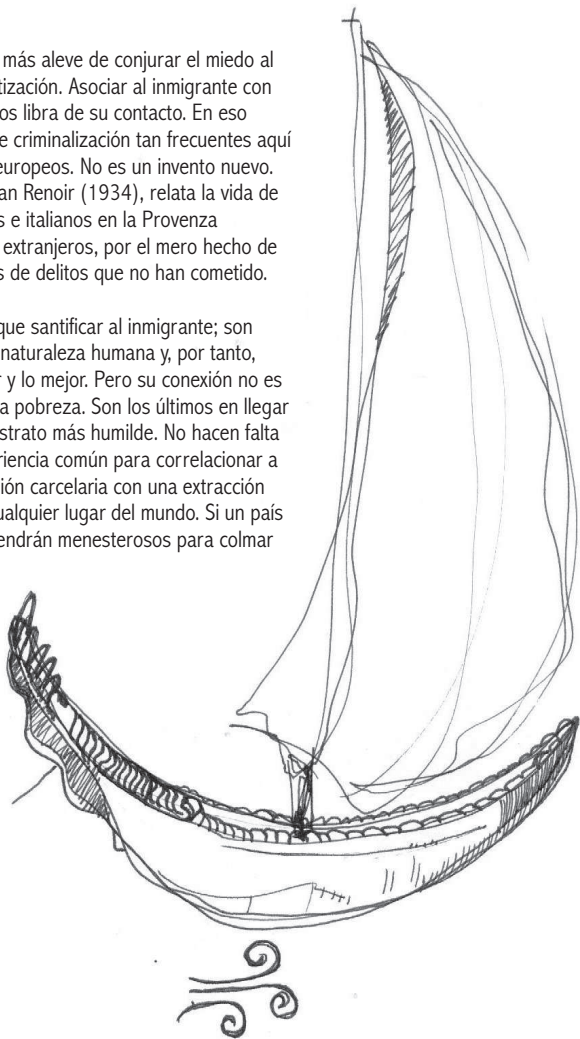 más aleve de conjurar el miedo al
tización. Asociar al inmigrante con
os libra de su contacto. En eso
e criminalización tan frecuentes aquí
europeos. No es un invento nuevo.
an Renoir (1934), relata la vida de
s e italianos en la Provenza
extranjeros, por el mero hecho de
s de delitos que no han cometido.
que santificar al inmigrante; son
naturaleza humana y, por tanto,
r y lo mejor. Pero su conexión no es
a pobreza. Son los últimos en llegar
strato más humilde. No hacen falta
riencia común para correlacionar a
ión carcelaria con una extracción
ualquier lugar del mundo. Si un país
endrán menesterosos para colmar